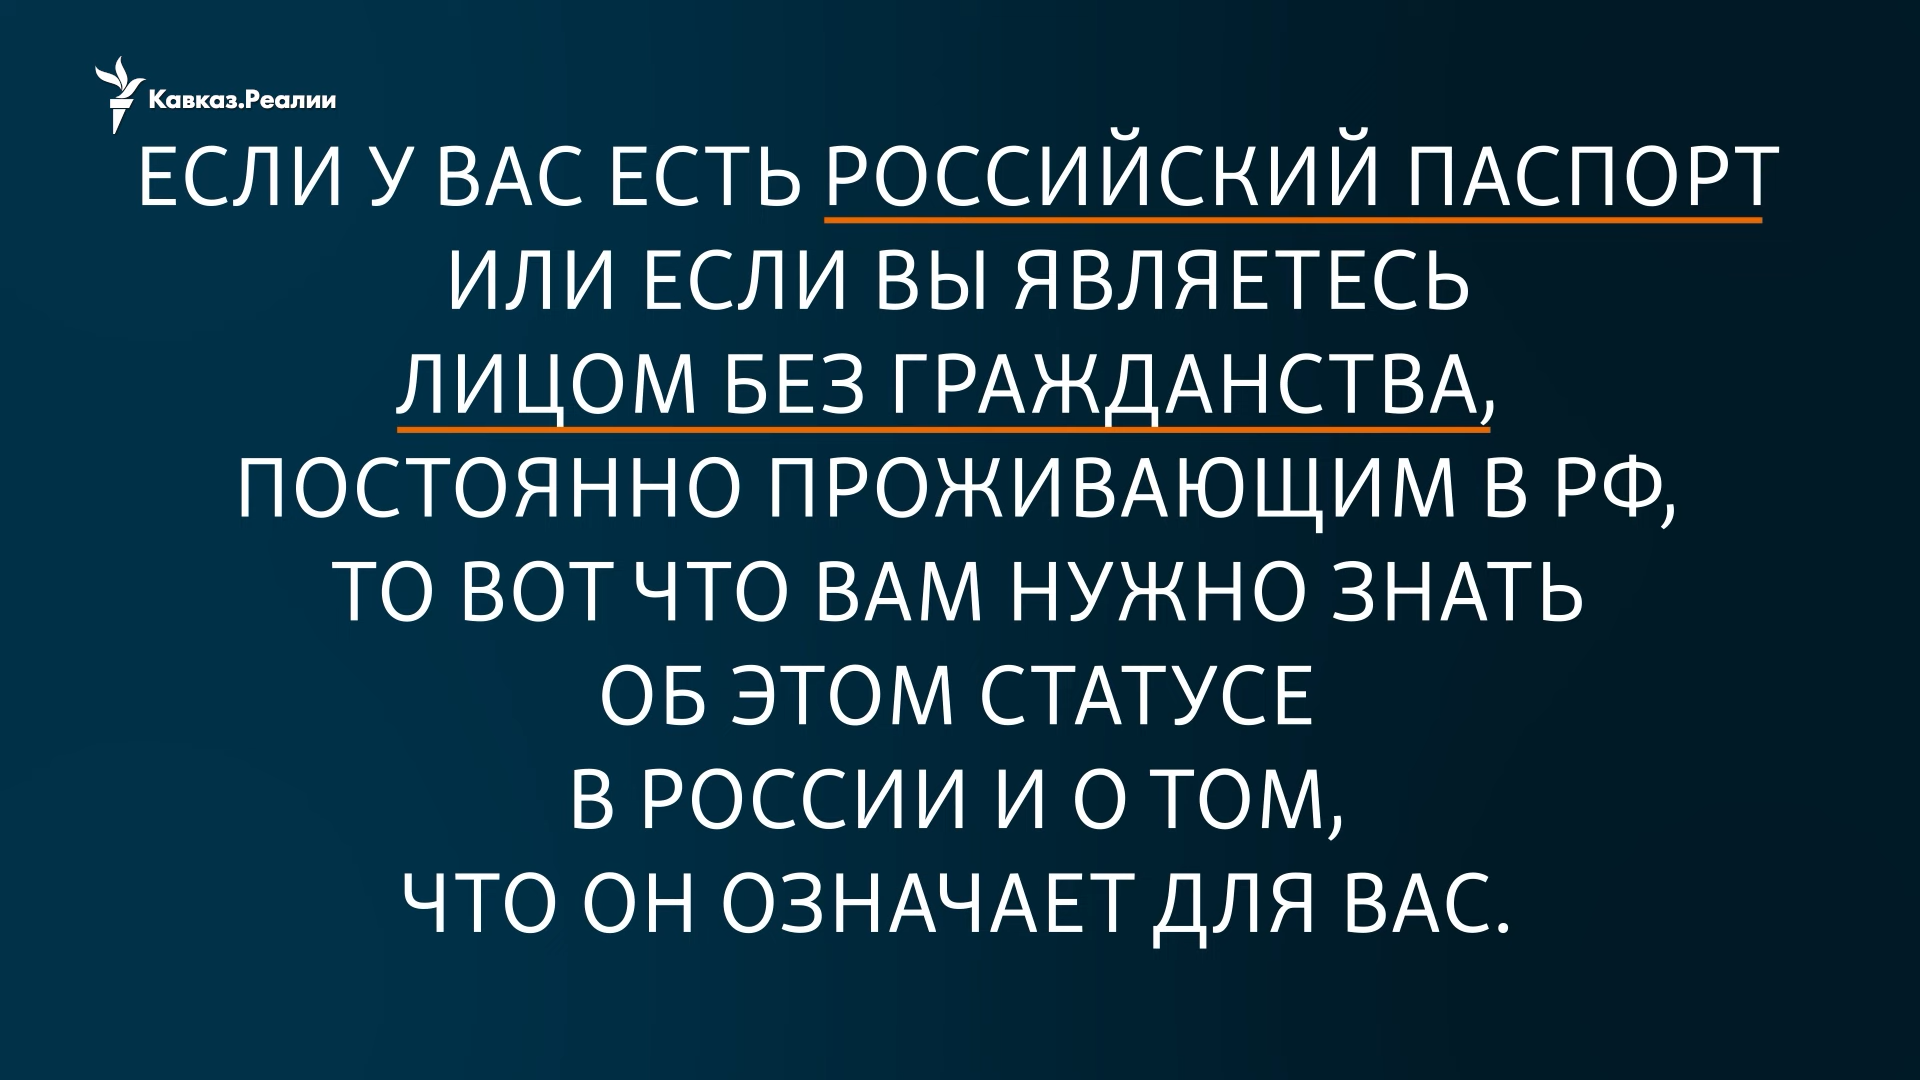 Кавказ.Реалии
ЕСЛИ У ВАС ЕСТЬ РОССИЙСКИЙ ПАСПОРТ
ИЛИ ЕСЛИ ВЫ ЯВЛЯЕТЕСЬ
ЛИЦОМ БЕЗ ГРАЖДАНСТВА,
ПОСТОЯННО ПРОЖИВАЮЩИМ В РФ,
ТО ВОТ ЧТО ВАМ НУЖНО ЗНАТЬ
ОБ ЭТОМ СТАТУСЕ
В РОССИИ И О ТОМ,
ЧТО ОН ОЗНАЧАЕТ ДЛЯ ВАС.